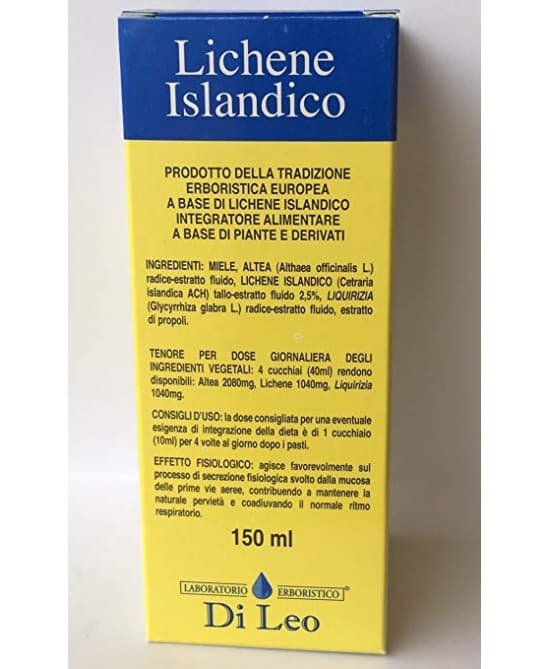 Lichene
Islandico
PRODOTTO DELLA TRADIZIONE
ERBORISTICA EUROPEA
A BASE DI LICHENE ISLANDICO
INTEGRATORE ALIMENTARE
A BASE DI PIANTE E DERIVATI
INGREDIENTI: MIELE, ALTEA (Althaea officinalis L.)
radice-estratto fluido, LICHENE ISLANDICO (Cetraria
islandica ACH) tallo-estratto fluido 2,5%, LIQUIRIZIA
(Glycyrrhiza glabra L.) radice-estratto fluido, estratto
di propoli.
TENORE PER DOSE GIORNALIERA DEGLI
INGREDIENTI VEGETALI: 4 cucchiai (40ml) rendono
disponibili: Altea 2080mg, Lichene 1040mg, Liquirizia
1040mg.
CONSIGLI D'USO: la dose consigliata per una eventuale
esigenza di integrazione della dieta è di 1 cucchiaio
(10ml) per 4 volte al giorno dopo i pasti.
EFFETTO FISIOLOGICO: agisce favorevolmente sul
processo di secrezione fisiologica svolto dalla mucosa
delle prime vie aeree, contribuendo a mantenere la
naturale pervietà e coadiuvando il normale ritmo
respiratorio.
150 ml
LABORATORIO ERBORISTICO®
Di Leo